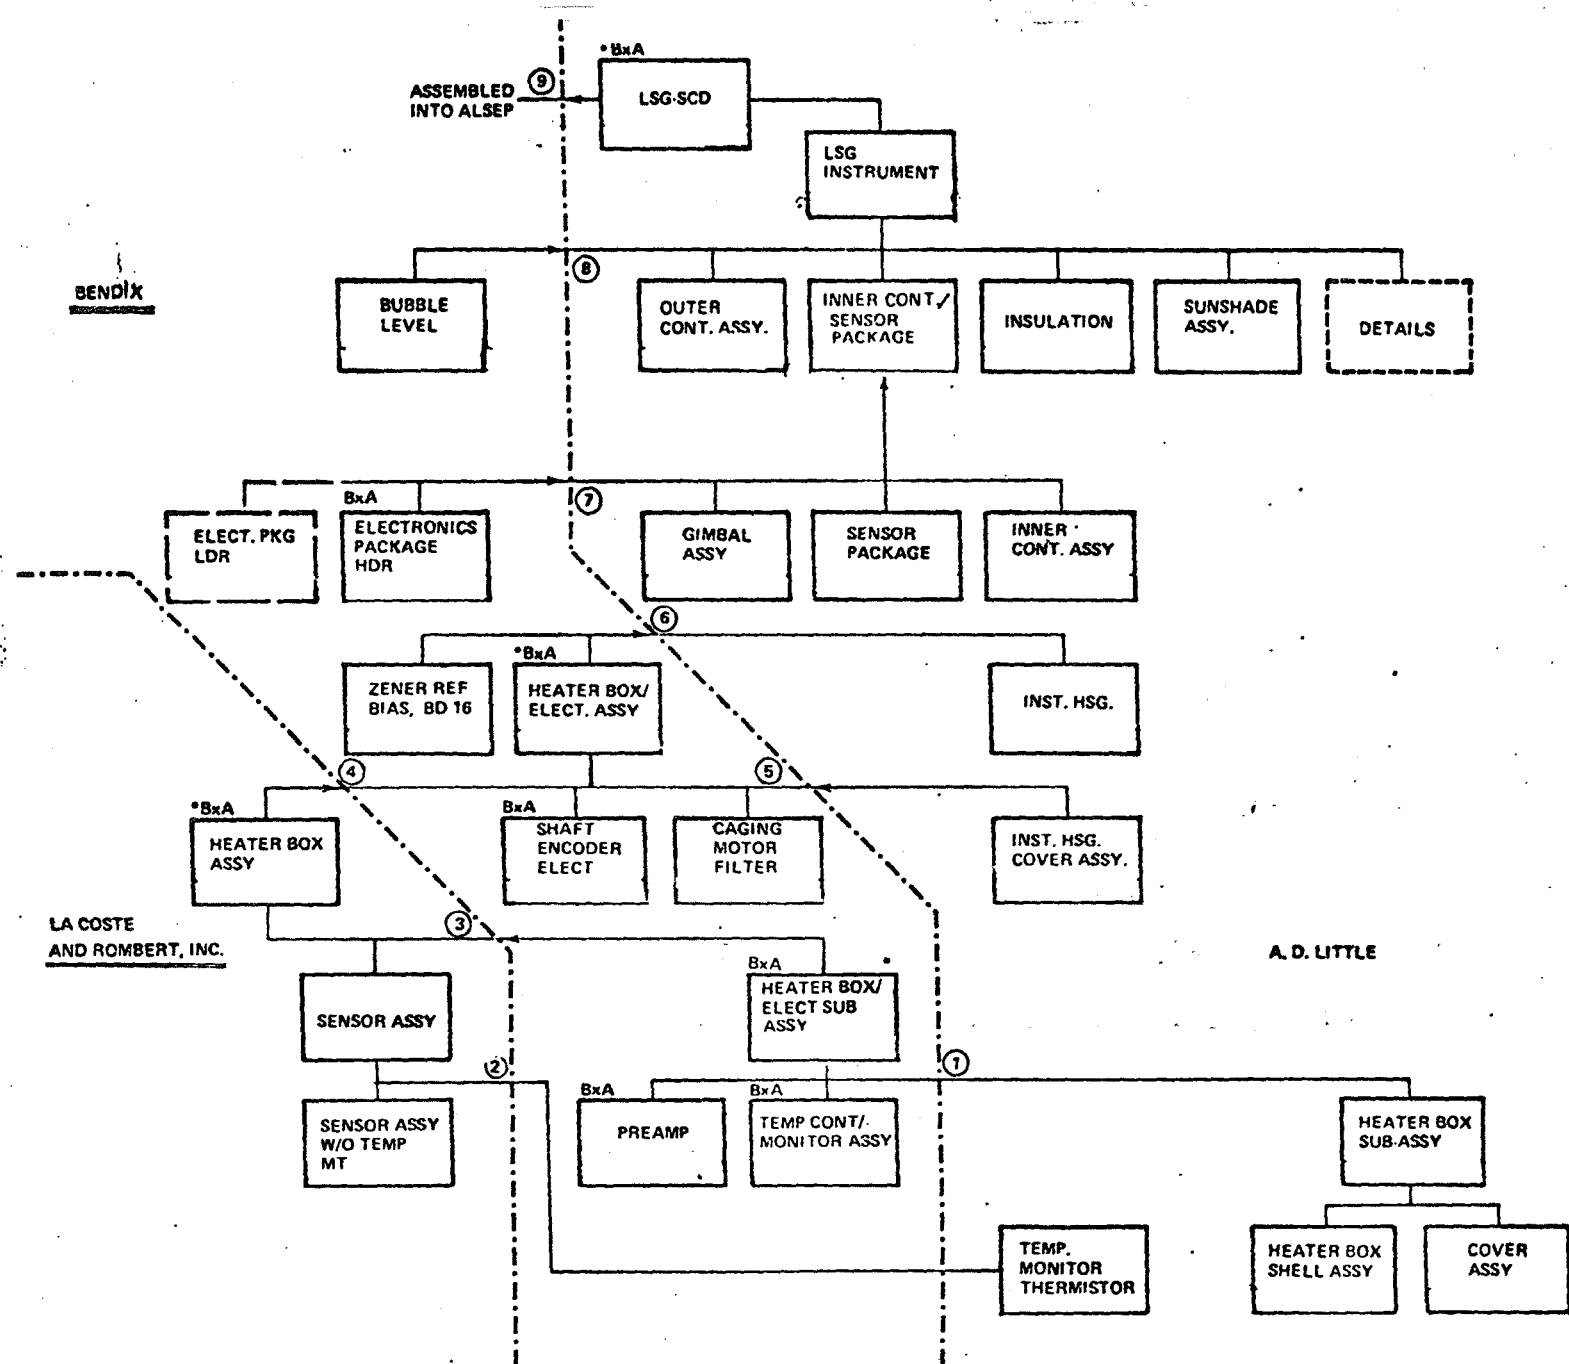 *BxA
9
ASSEMBLED
INTO ALSEP
LSG-SCD
LSG
INSTRUMENT
8
BENDIX
BUBBLE
LEVEL
OUTER
CONT. ASSY.
INNER CONT/
SENSOR
PACKAGE
INSULATION
SUNSHADE
ASSY.
DETAILS
7
BxA
ELECT. PKG
LDR
ELECTRONICS
PACKAGE
HDR
GIMBAL
ASSY
SENSOR
PACKAGE
INNER
CONT. ASSY
6
*BxA
ZENER REF
BIAS, BD 16
HEATER BOX/
ELECT. ASSY
INST. HSG.
4
5
*BxA
BxA
HEATER BOX
ASSY
SHAFT
ENCODER
ELECT
CAGING
MOTOR
FILTER
INST. HSG.
COVER ASSY.
LA COSTE
AND ROMBERT, INC.
3
A. D. LITTLE
BxA
SENSOR ASSY
HEATER BOX/
ELECT SUB
ASSY
2
1
BxA
BxA
SENSOR ASSY
W/O TEMP
MT
PREAMP
TEMP CONT/
MONITOR ASSY
HEATER BOX
SUB-ASSY
TEMP.
MONITOR
THERMISTOR
HEATER BOX
SHELL ASSY
COVER
ASSY